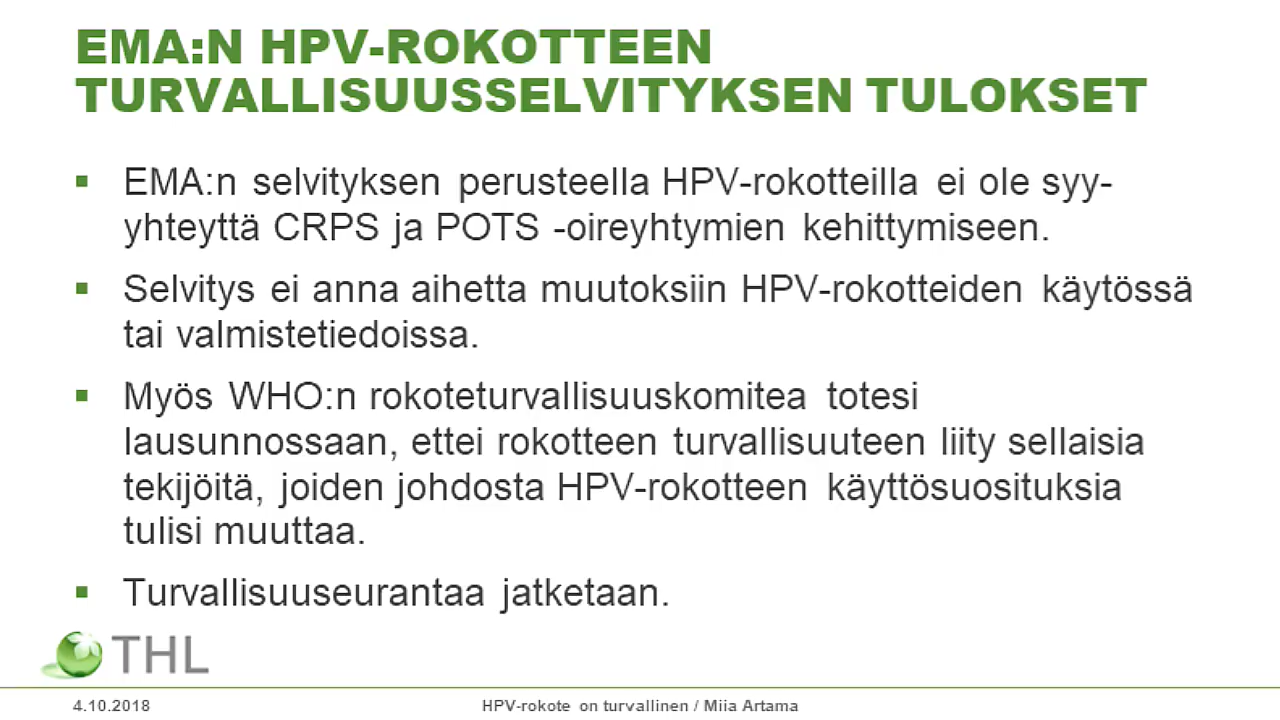 EMA:N HPV-ROKOTTEEN
TURVALLISUUSSELVITYKSEN TULOKSET
▪ EMA:n selvityksen perusteella HPV-rokotteilla ei ole syy-
yhteyttä CRPS ja POTS -oireyhtymien kehittymiseen.
▪ Selvitys ei anna aihetta muutoksiin HPV-rokotteiden käytössä
tai valmistetiedoissa.
▪ Myös WHO:n rokoteturvallisuuskomitea totesi
lausunnossaan, ettei rokotteen turvallisuuteen liity sellaisia
tekijöitä, joiden johdosta HPV-rokotteen käyttösuosituksia
tulisi muuttaa.
▪ Turvallisuuseurantaa jatketaan.
THL
4.10.2018 HPV-rokote on turvallinen / Miia Artama